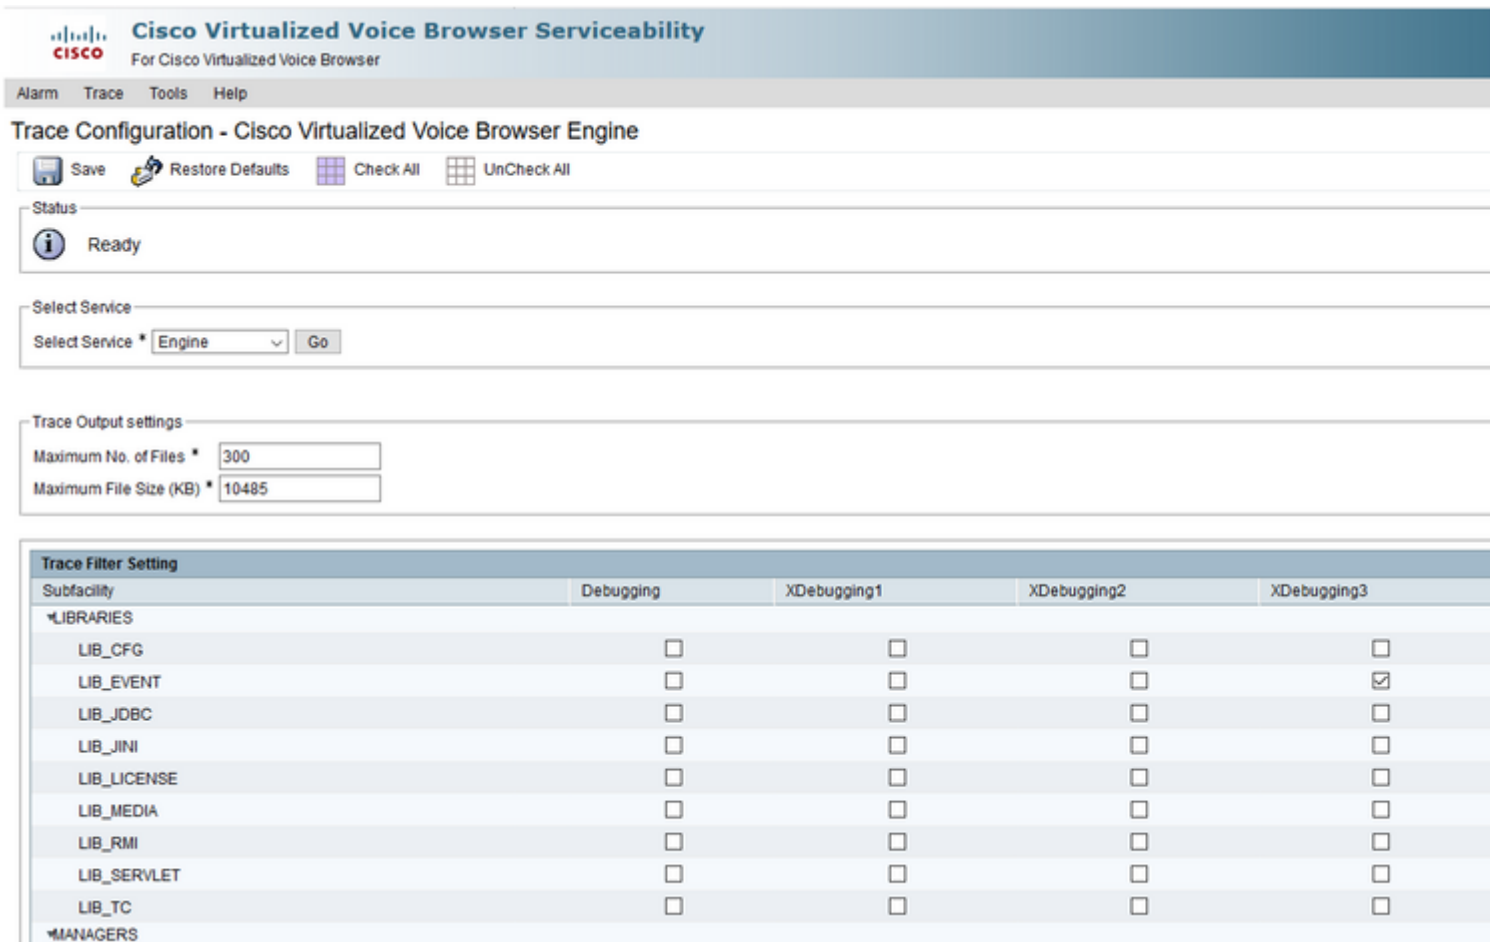 Cisco Virtualized Voice Browser Serviceability
CISCO
For Cisco Virtualized Voice Browser
Alarm Trace Tools Help
Trace Configuration - Cisco Virtualized Voice Browser Engine
Save Restore Defaults Check All UnCheck All
Status
Ready
Select Service
Select Service * Engine Go
Trace Output settings
Maximum No. of Files * 300
Maximum File Size (KB) * 10485
Trace Filter Setting
Subfacility Debugging XDebugging1 XDebugging2 XDebugging3
LIBRARIES
LIB_CFG
LIB_EVENT
LIB_JDBC
LIB_JINI
LIB_LICENSE
LIB_MEDIA
LIB_RMI
LIB_SERVLET
LIB_TC
MANAGERS